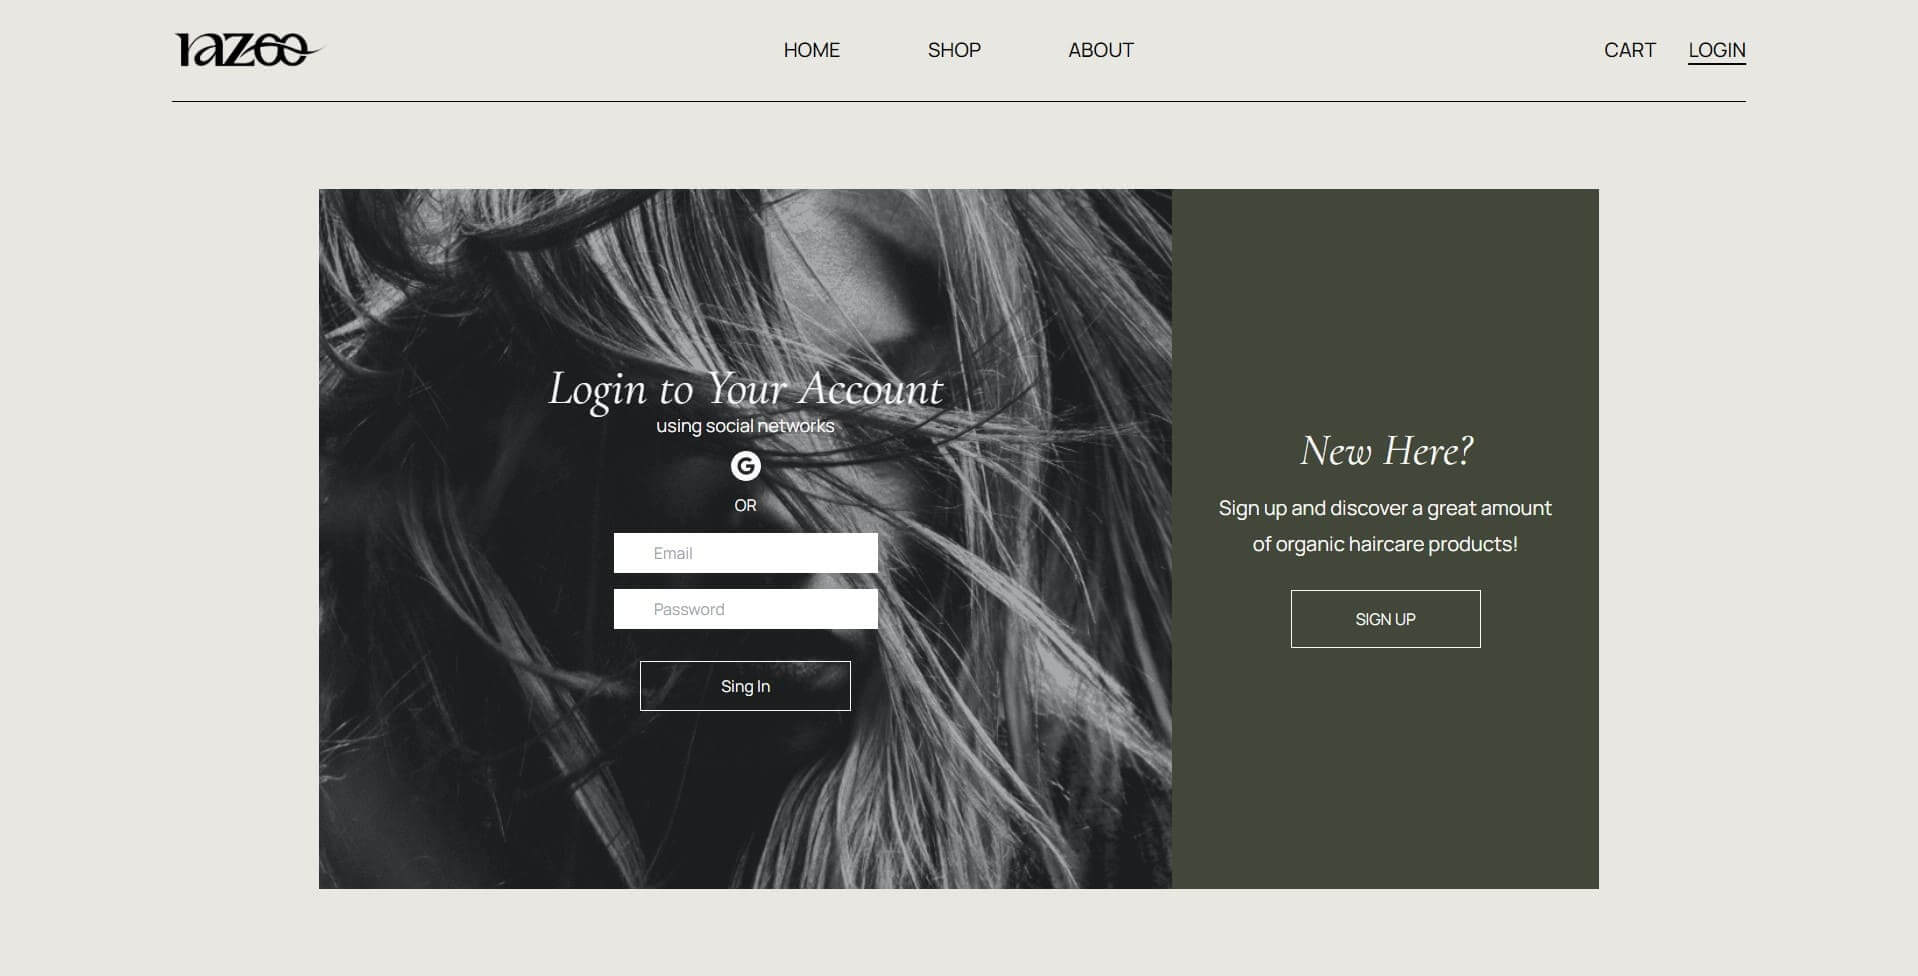 razoo
HOME
SHOP
ABOUT
CART
LOGIN
Login to Your Account
using social networks
G
OR
Email
Password
Sing In
New Here?
Sign up and discover a great amount
of organic haircare products!
SIGN UP